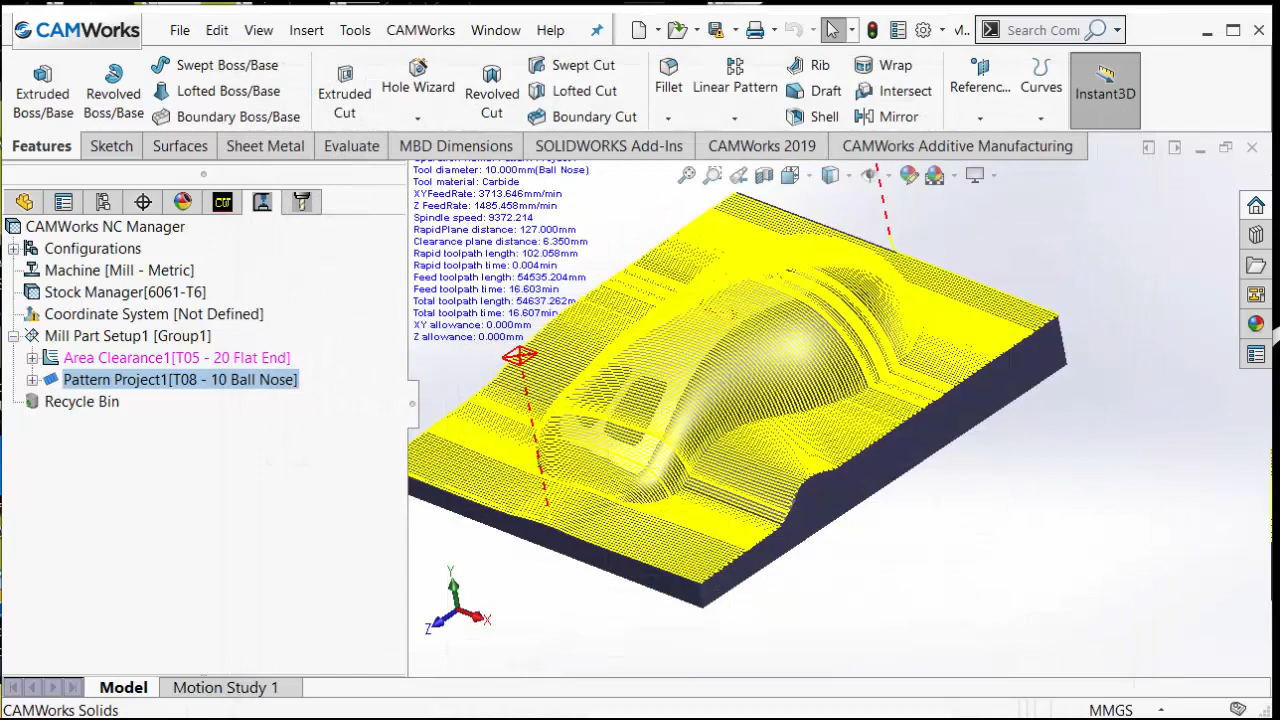 CAMWorks File Edit View Insert Tools CAMWorks Window Help Search Comi
Extruded Boss/Base
Revolved Boss/Base
Swept Boss/Base
Lofted Boss/Base
Boundary Boss/Base
Extruded Cut
Hole Wizard
Revolved Cut
Swept Cut
Lofted Cut
Boundary Cut
Fillet
Linear Pattern
Rib
Draft
Shell
Wrap
Intersect
Mirror
Referenc...
Curves
Instant3D
Features Sketch Surfaces Sheet Metal Evaluate MBD Dimensions SOLIDWORKS Add-Ins CAMWorks 2019 CAMWorks Additive Manufacturing
CAMWorks NC Manager
Configurations
Machine [Mill - Metric]
Stock Manager[6061-T6]
Coordinate System [Not Defined]
Mill Part Setup1 [Group1]
Area Clearance1[T05 - 20 Flat End]
Pattern Project1[T08 - 10 Ball Nose]
Recycle Bin
Tool diameter: 10.000mm(Ball Nose)
Tool material: Carbide
XYFeedRate: 3713.646mm/min
Z FeedRate: 1485.458mm/min
Spindle speed: 9372.214
RapidPlane distance: 127.000mm
Clearance plane distance: 6.350mm
Rapid toolpath length: 102.058mm
Rapid toolpath time: 0.004min
Feed toolpath length: 54535.204mm
Feed toolpath time: 16.603min
Total toolpath length: 54637.262mm
Total toolpath time: 16.607min
XY allowance: 0.000mm
Z allowance: 0.000mm
Y
Z
X
Model Motion Study 1
CAMWorks Solids MMGS